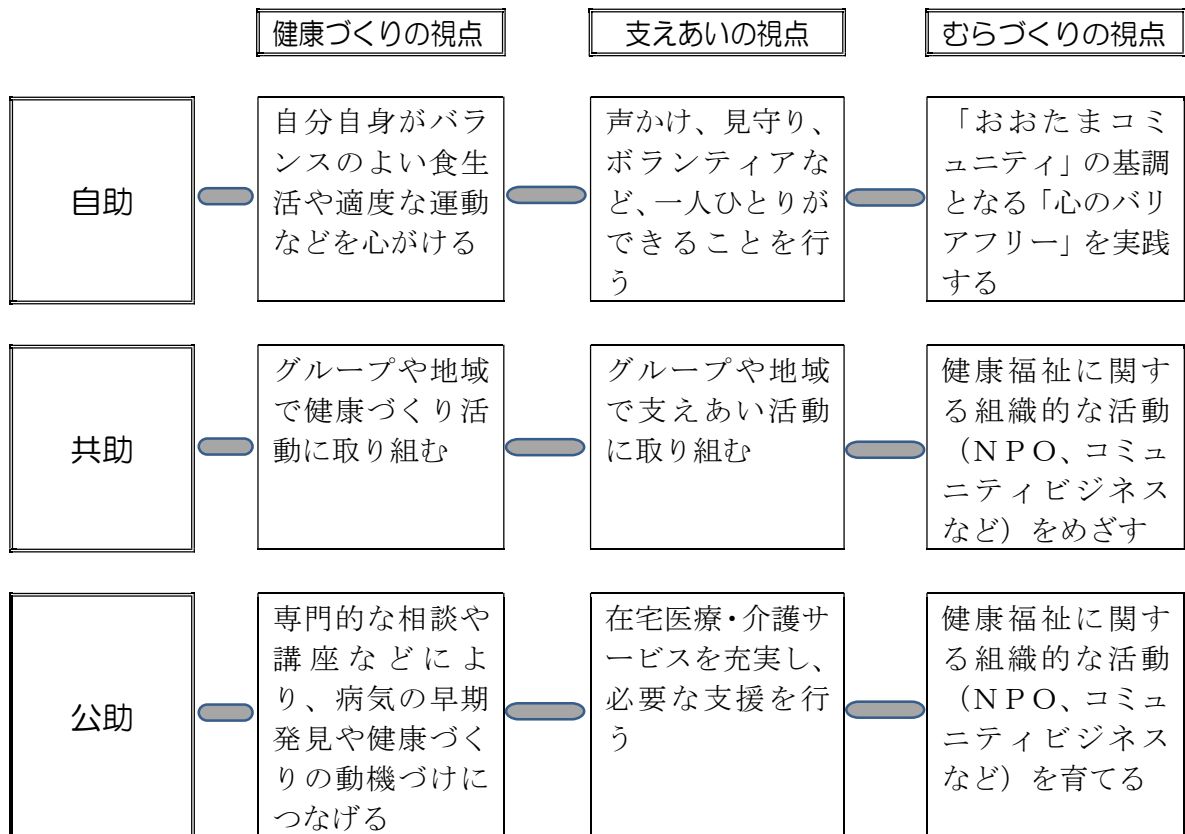 健康づくりの視点
支えあいの視点
むらづくりの視点
自助
自分自身がバラ
ンスのよい食生
活や適度な運動
などを心がける
声かけ、見守り、
ボランティアな
ど、一人ひとりが
できることを行
う
「おおたまコミ
ュニティ」の基調
となる「心のバリ
アフリー」を実践
する
共助
グループや地域
で健康づくり活
動に取り組む
グループや地域
で支えあい活動
に取り組む
健康福祉に関す
る組織的な活動
（ＮＰＯ、コミュ
ニティビジネス
など）をめざす
公助
専門的な相談や
講座などによ
り、病気の早期
発見や健康づく
りの動機づけに
つなげる
在宅医療・介護サ
ービスを充実し、
必要な支援を行
う
健康福祉に関す
る組織的な活動
（ＮＰＯ、コミュ
ニティビジネス
など）を育てる